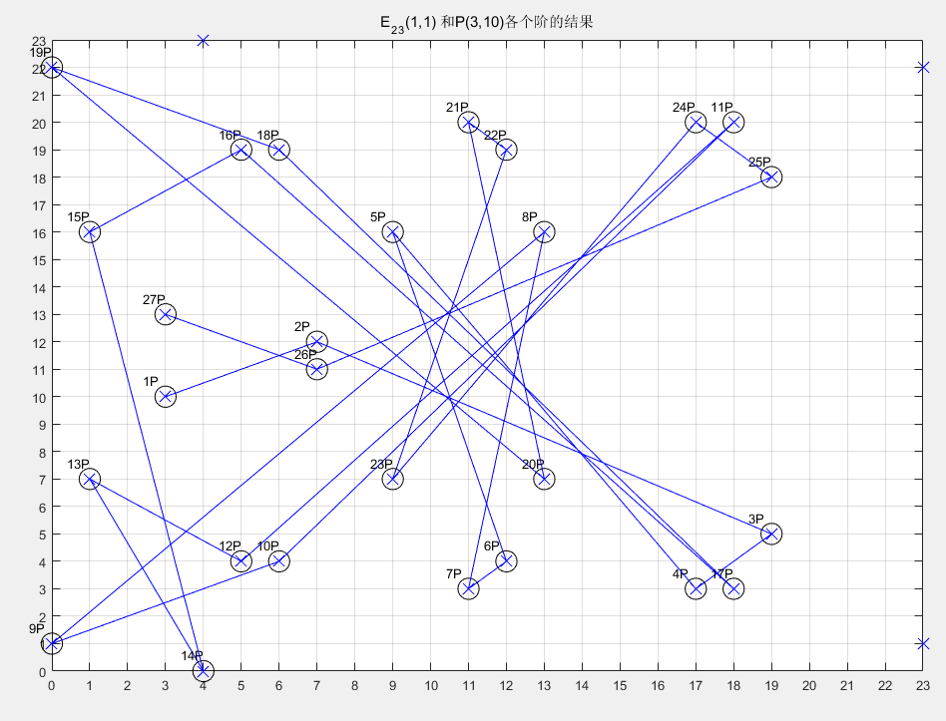 E23(1,1) 和P(3,10)各个阶的结果
23
19P
22
21
21P
24P
11P
20
22P
16P
18P
19
25P
18
17
15P
5P
8P
16
15
14
27P
13
2P
12
26P
11
1P
10
9
8
13P
23P
20P
7
6
3P
5
12P
10P
6P
4
7P
4P
17P
3
2
9P
1
14P
0
0 1 2 3 4 5 6 7 8 9 10 11 12 13 14 15 16 17 18 19 20 21 22 23